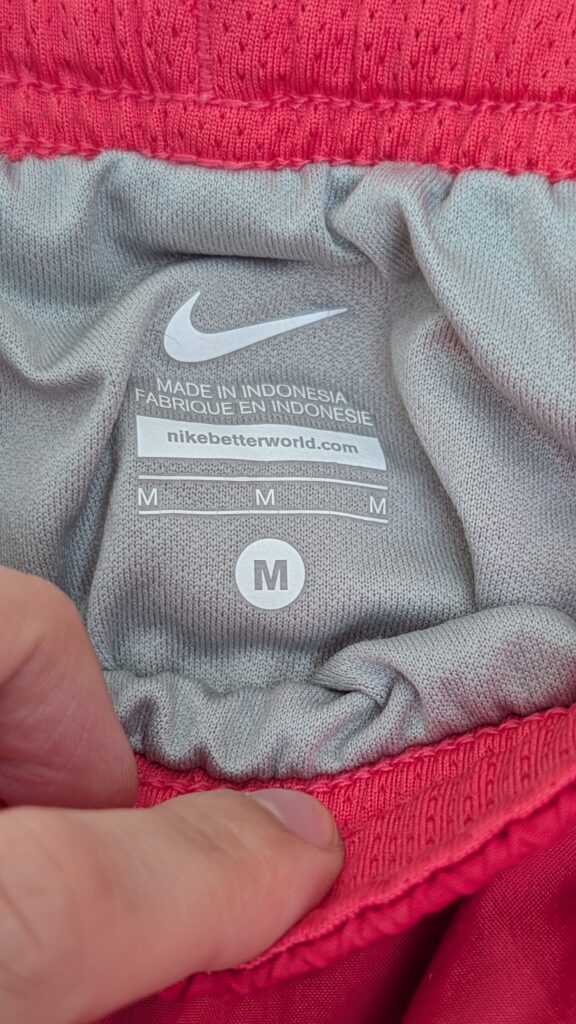 MADE IN INDONESIA
FABRIQUE EN INDONESIE
nikebetterworld.com
M M M
M